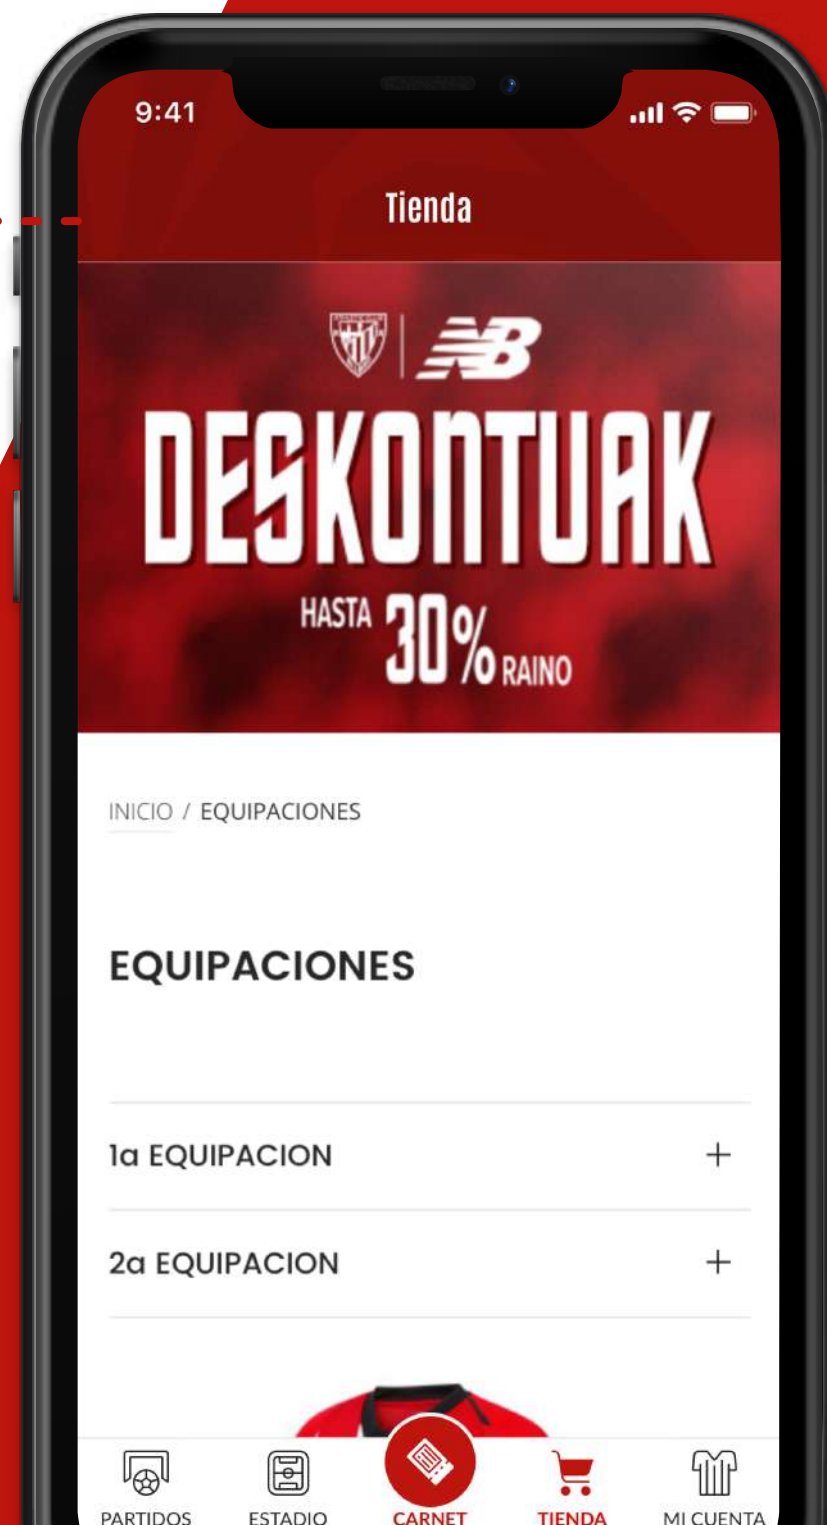 9:41
Tienda
NB
DESKONTUAK
HASTA 30% RAINO
INICIO / EQUIPACIONES
EQUIPACIONES
1a EQUIPACION +
2a EQUIPACION +
PARTIDOS ESTADIO CARNET TIENDA MI CUENTA